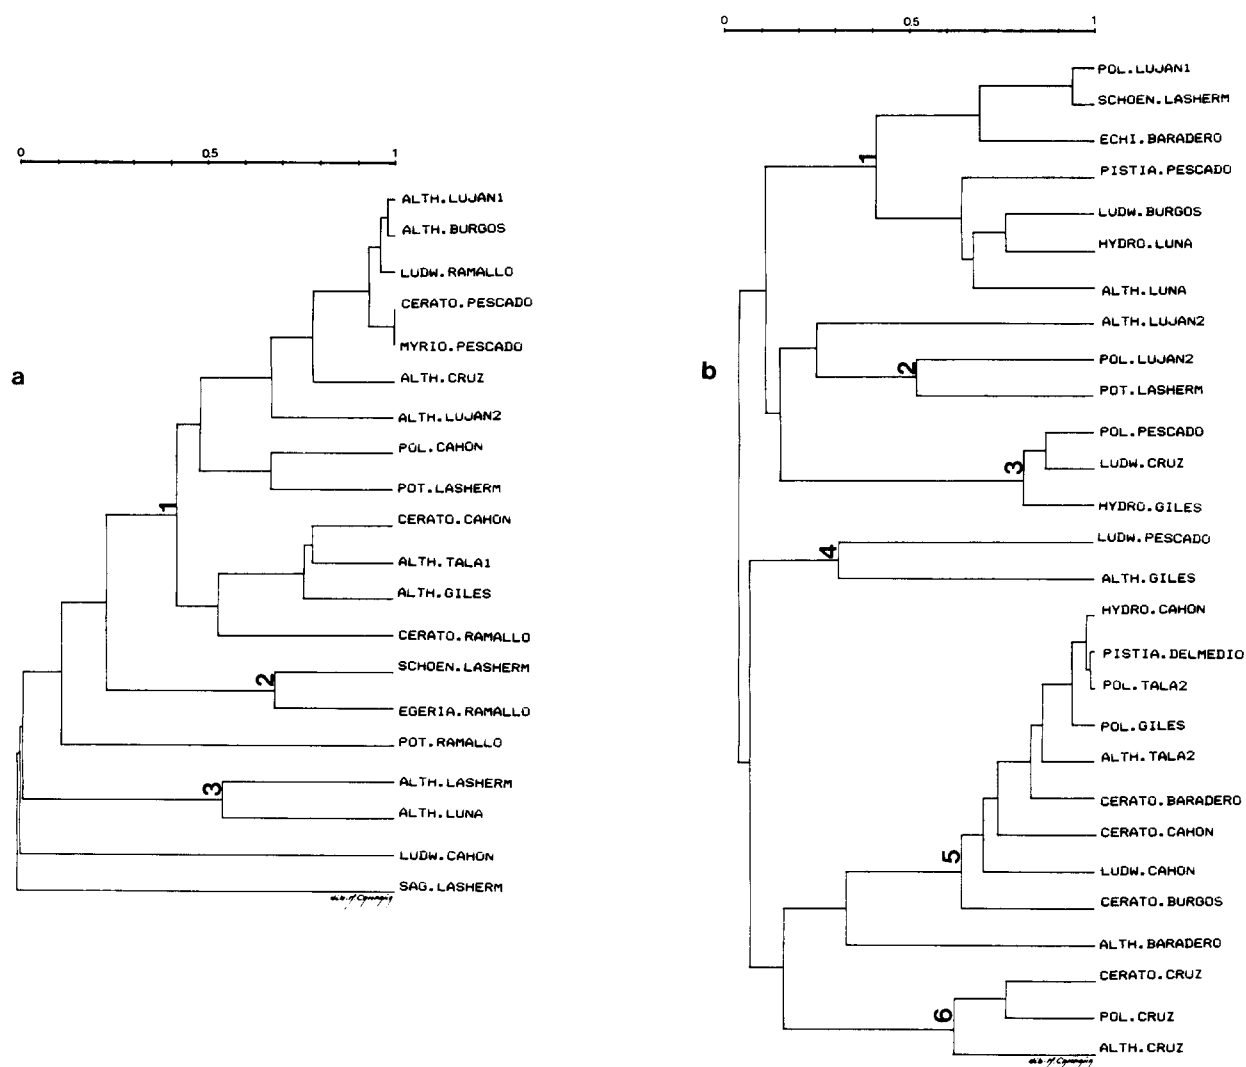 0 0.5 1
ALTH.LUJAN1
ALTH.BURGOS
LUDW.RAMALLO
CERATO.PESCADO
MYRIO.PESCADO
a
ALTH.CRUZ
ALTH.LUJAN2
POL.CAHON
POT.LASHERM
1
CERATO.CAHON
ALTH.TALA1
ALTH.GILES
CERATO.RAMALLO
SCHOEN.LASHERM
2
EGERIA.RAMALLO
POT.RAMALLO
ALTH.LASHERM
3
ALTH.LUNA
LUDW.CAHON
SAG.LASHERM
0 0.5 1
POL.LUJAN1
SCHOEN.LASHERM
ECHI.BARADERO
1
PISTIA.PESCADO
LUDW.BURGOS
HYDRO.LUNA
ALTH.LUNA
ALTH.LUJAN2
POL.LUJAN2
b
2
POT.LASHERM
POL.PESCADO
LUDW.CRUZ
3
HYDRO.GILES
LUDW.PESCADO
4
ALTH.GILES
HYDRO.CAHON
PISTIA.DELMEDIO
POL.TALA2
POL.GILES
ALTH.TALA2
CERATO.BARADERO
CERATO.CAHON
5
LUDW.CAHON
CERATO.BURGOS
ALTH.BARADERO
CERATO.CRUZ
6
POL.CRUZ
ALTH.CRUZ